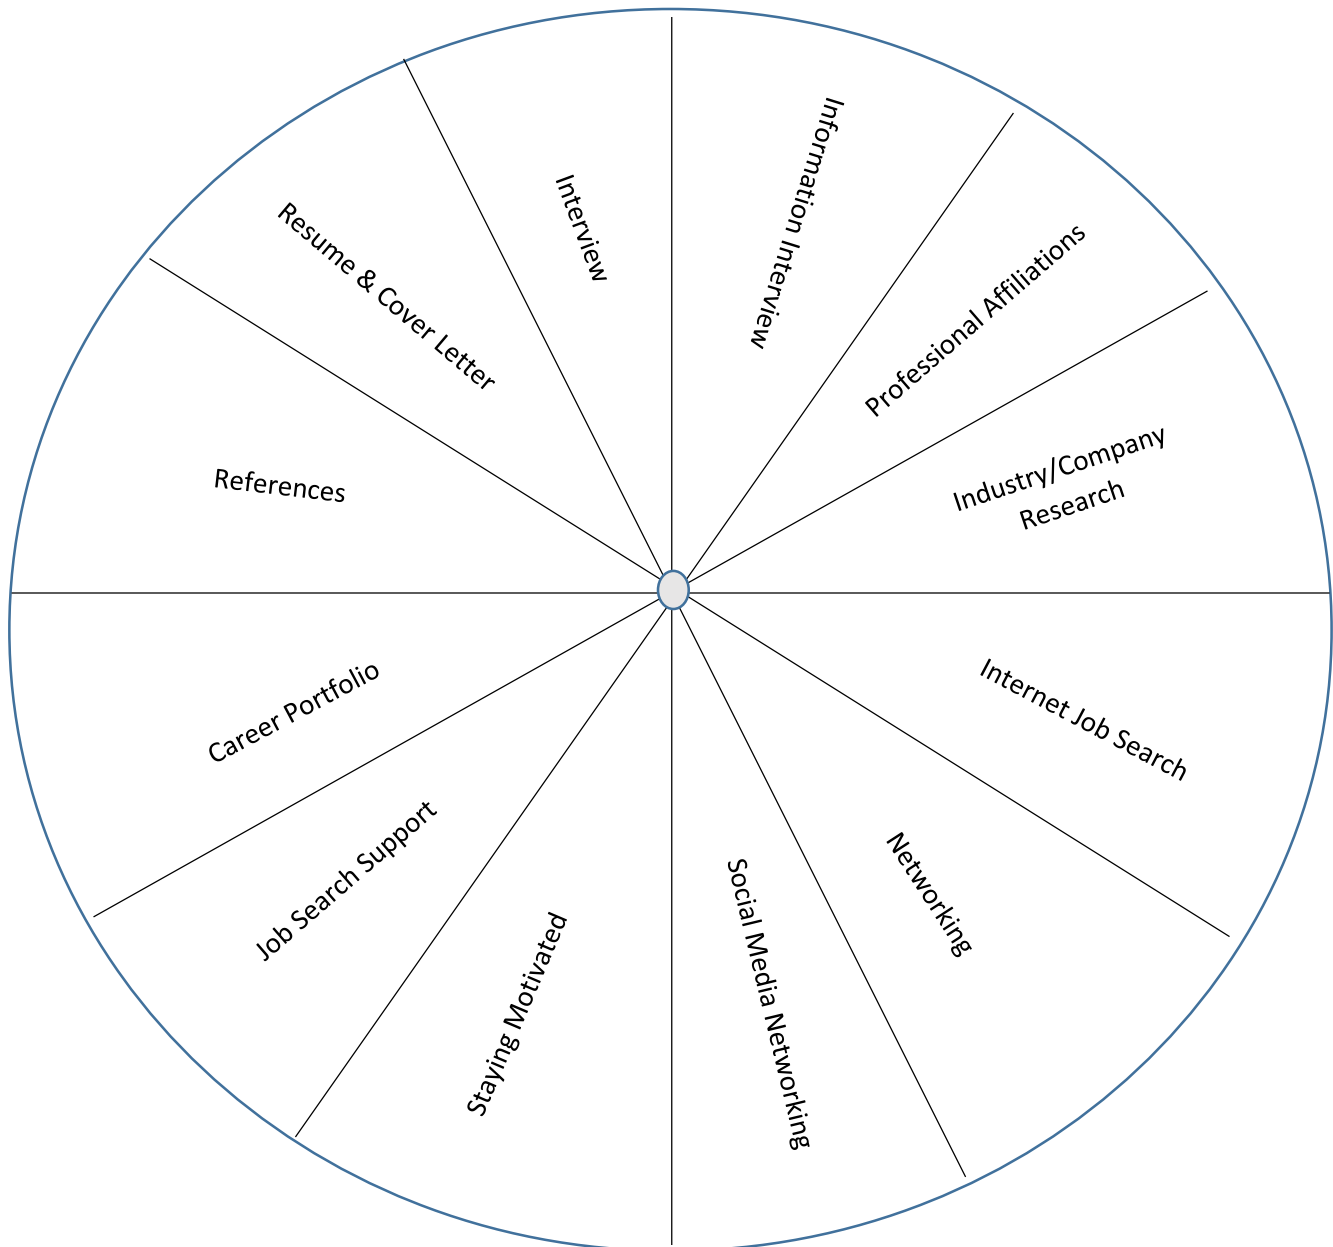 Information Interview
Professional Affiliations
Industry/Company
Research
Internet Job Search
Networking
Social Media Networking
Staying Motivated
Job Search Support
Career Portfolio
References
Resume & Cover Letter
Interview